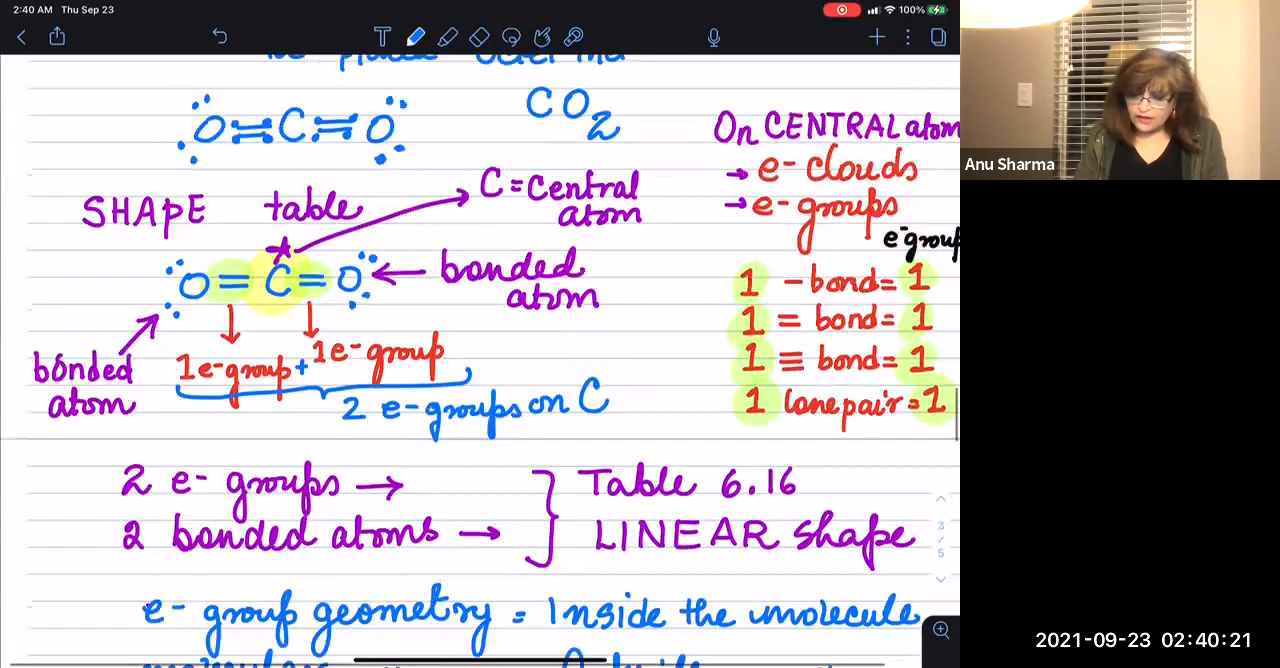 2:40 AM Thu Sep 23
100%
T
CO2
O=C=O
On CENTRAL atom
→ e- clouds
→ e- groups
C = Central
atom
SHAPE table
e- group
O=C=O ← bonded
atom
1 - bond = 1
1 = bond = 1
1 ≡ bond = 1
1 lone pair = 1
bonded
atom
1 e- group + 1 e- group
2 e- groups on C
2 e- groups →
2 bonded atoms →
Table 6.16
LINEAR shape
3/5
e- group geometry = Inside the molecule
Anu Sharma
2021-09-23 02:40:21